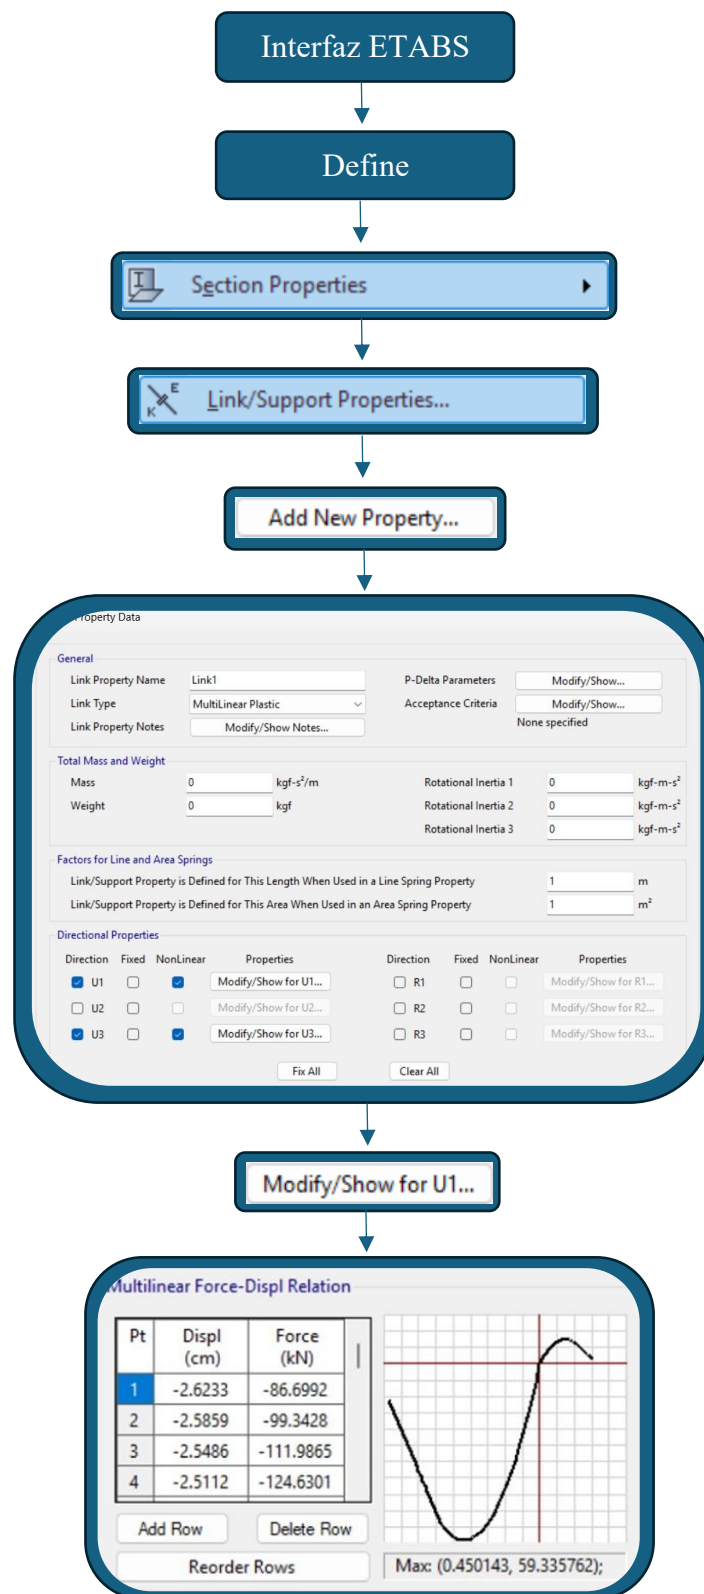 Interfaz ETABS
Define
Section Properties
Link/Support Properties...
Add New Property...
Property Data
General
Link Property Name Link1 P-Delta Parameters Modify/Show...
Link Type MultiLinear Plastic Acceptance Criteria Modify/Show...
Link Property Notes Modify/Show Notes... None specified
Total Mass and Weight
Mass 0 kgf-s²/m Rotational Inertia 1 0 kgf-m-s²
Weight 0 kgf Rotational Inertia 2 0 kgf-m-s²
Rotational Inertia 3 0 kgf-m-s²
Factors for Line and Area Springs
Link/Support Property is Defined for This Length When Used in a Line Spring Property 1 m
Link/Support Property is Defined for This Area When Used in an Area Spring Property 1 m²
Directional Properties
Direction Fixed NonLinear Properties Direction Fixed NonLinear Properties
U1 Modify/Show for U1... R1 Modify/Show for R1...
U2 Modify/Show for U2... R2 Modify/Show for R2...
U3 Modify/Show for U3... R3 Modify/Show for R3...
Fix All Clear All
Modify/Show for U1...
Multilinear Force-Displ Relation
Pt Displ (cm) Force (kN)
1 -2.6233 -86.6992
2 -2.5859 -99.3428
3 -2.5486 -111.9865
4 -2.5112 -124.6301
Add Row Delete Row
Reorder Rows Max: (0.450143, 59.335762);